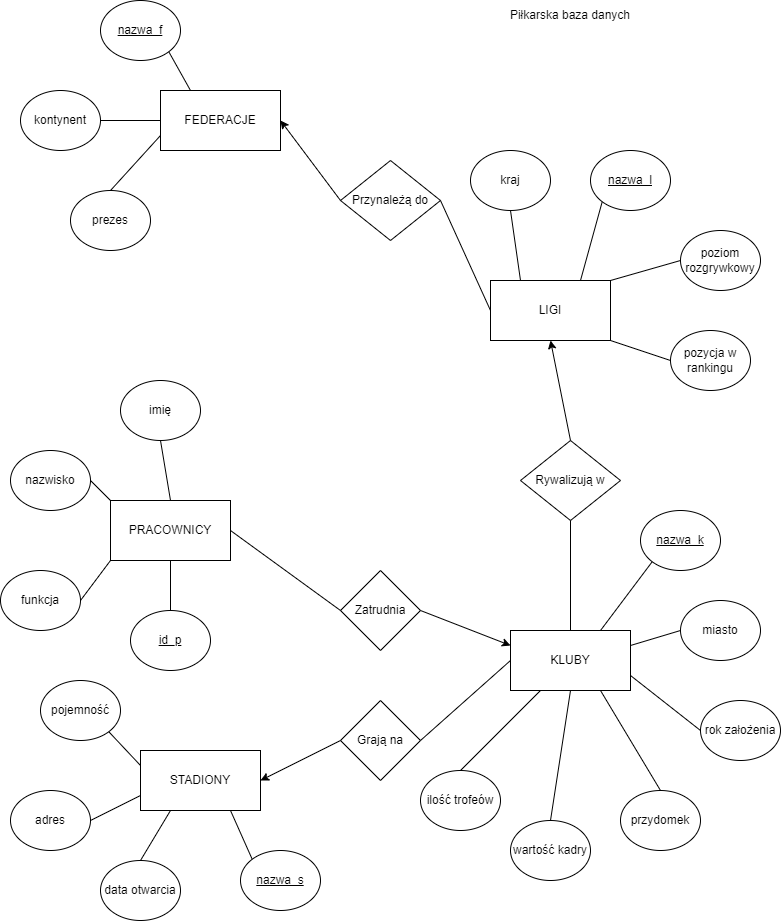 Piłkarska baza danych
nazwa_f
kontynent
FEDERACJE
prezes
Przynależą do
kraj
nazwa_l
poziom
rozgrywkowy
LIGI
pozycja w
rankingu
imię
nazwisko
Rywalizują w
PRACOWNICY
nazwa_k
funkcja
Zatrudnia
id_p
miasto
KLUBY
pojemność
Grają na
rok założenia
STADIONY
ilość trofeów
adres
przydomek
wartość kadry
data otwarcia
nazwa_s